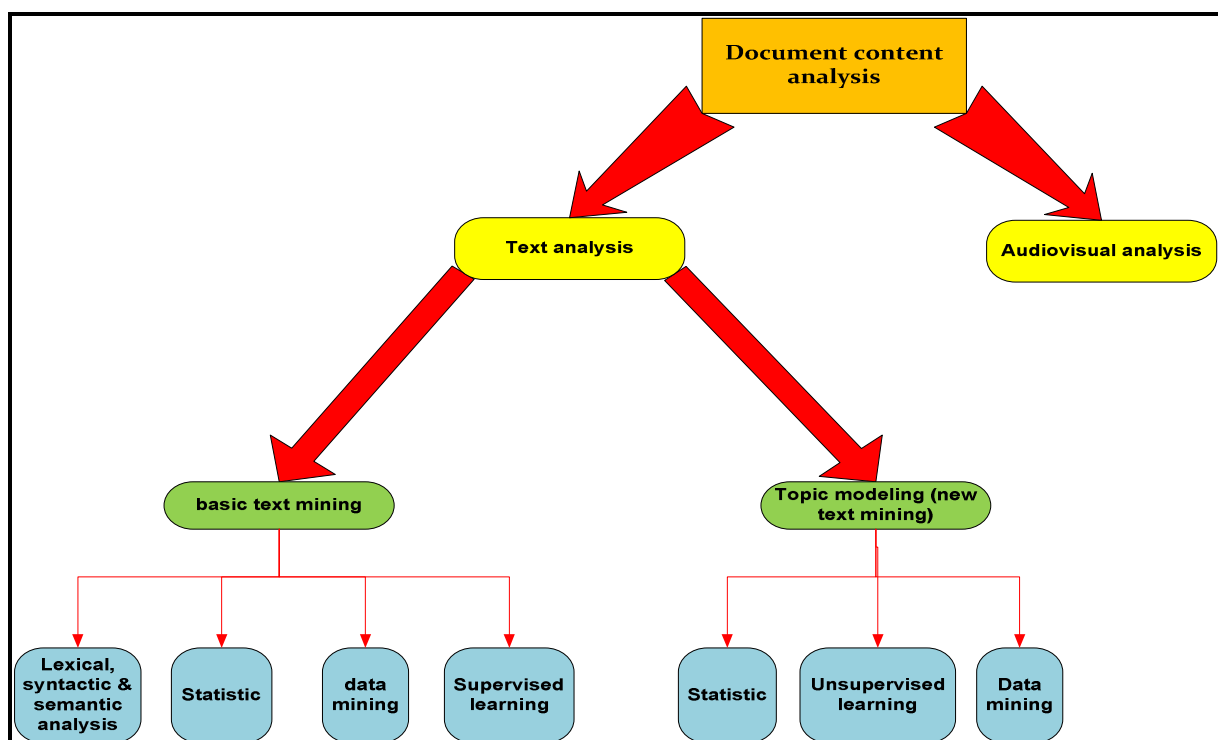 Document content
analysis
Text analysis
Audiovisual analysis
basic text mining
Topic modeling (new
text mining)
Lexical,
syntactic &
semantic
analysis
Statistic
data
mining
Supervised
learning
Statistic
Unsupervised
learning
Data
mining